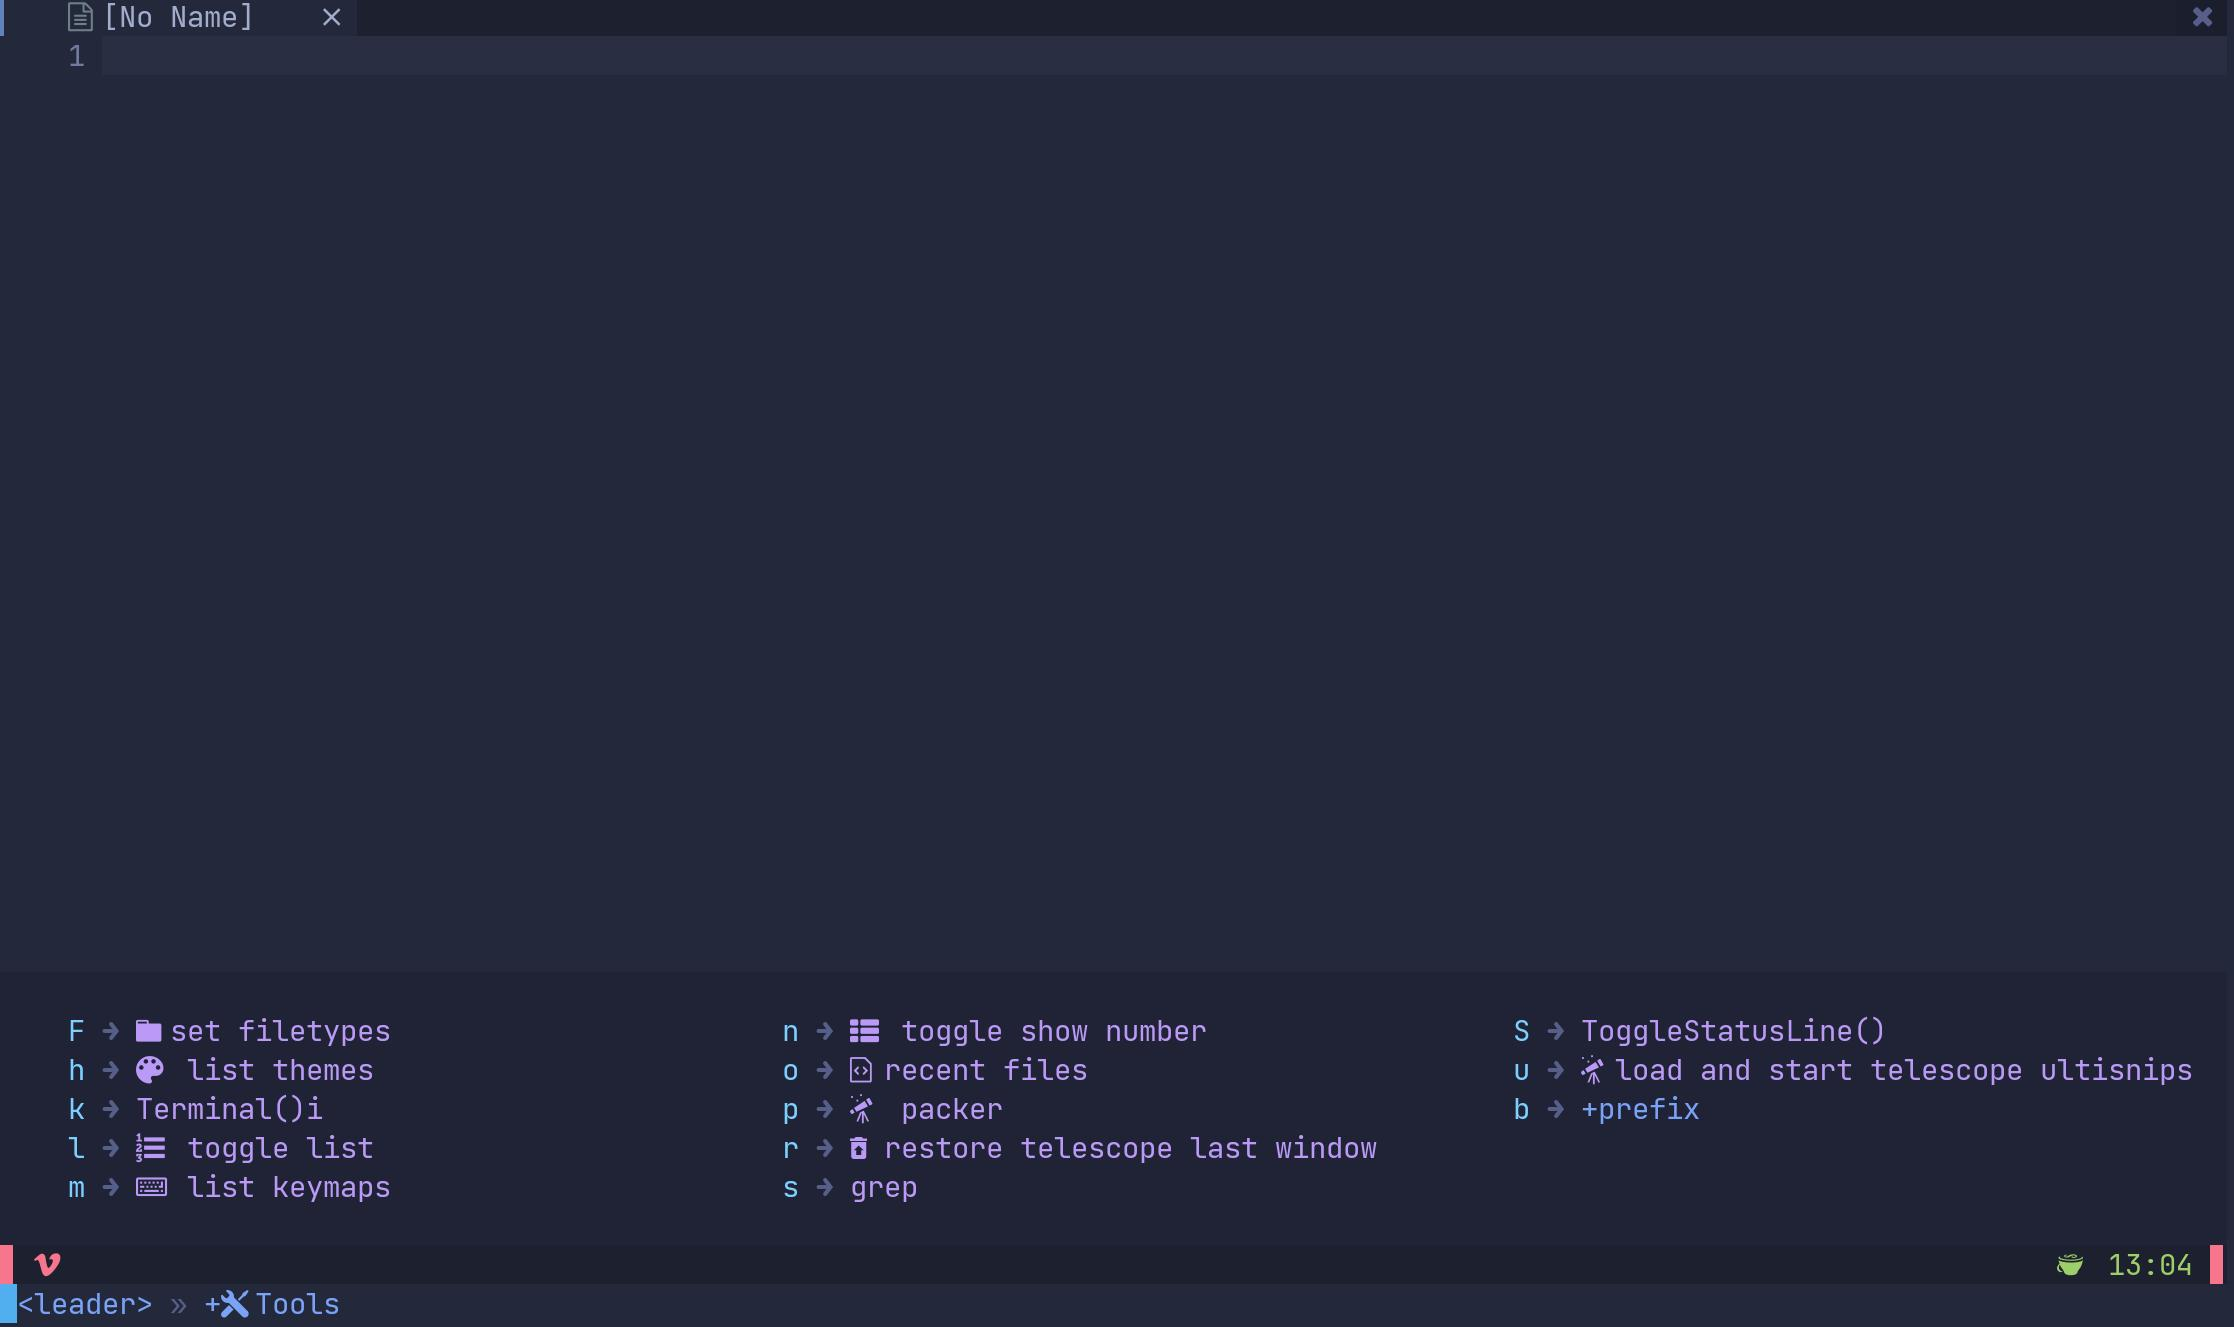 [No Name] ×
1
F → set filetypes
h → list themes
k → Terminal()i
l → toggle list
m → list keymaps
n → toggle show number
o → recent files
p → packer
r → restore telescope last window
s → grep
S → ToggleStatusLine()
u → load and start telescope ultisnips
b → +prefix
13:04
<leader> » + Tools